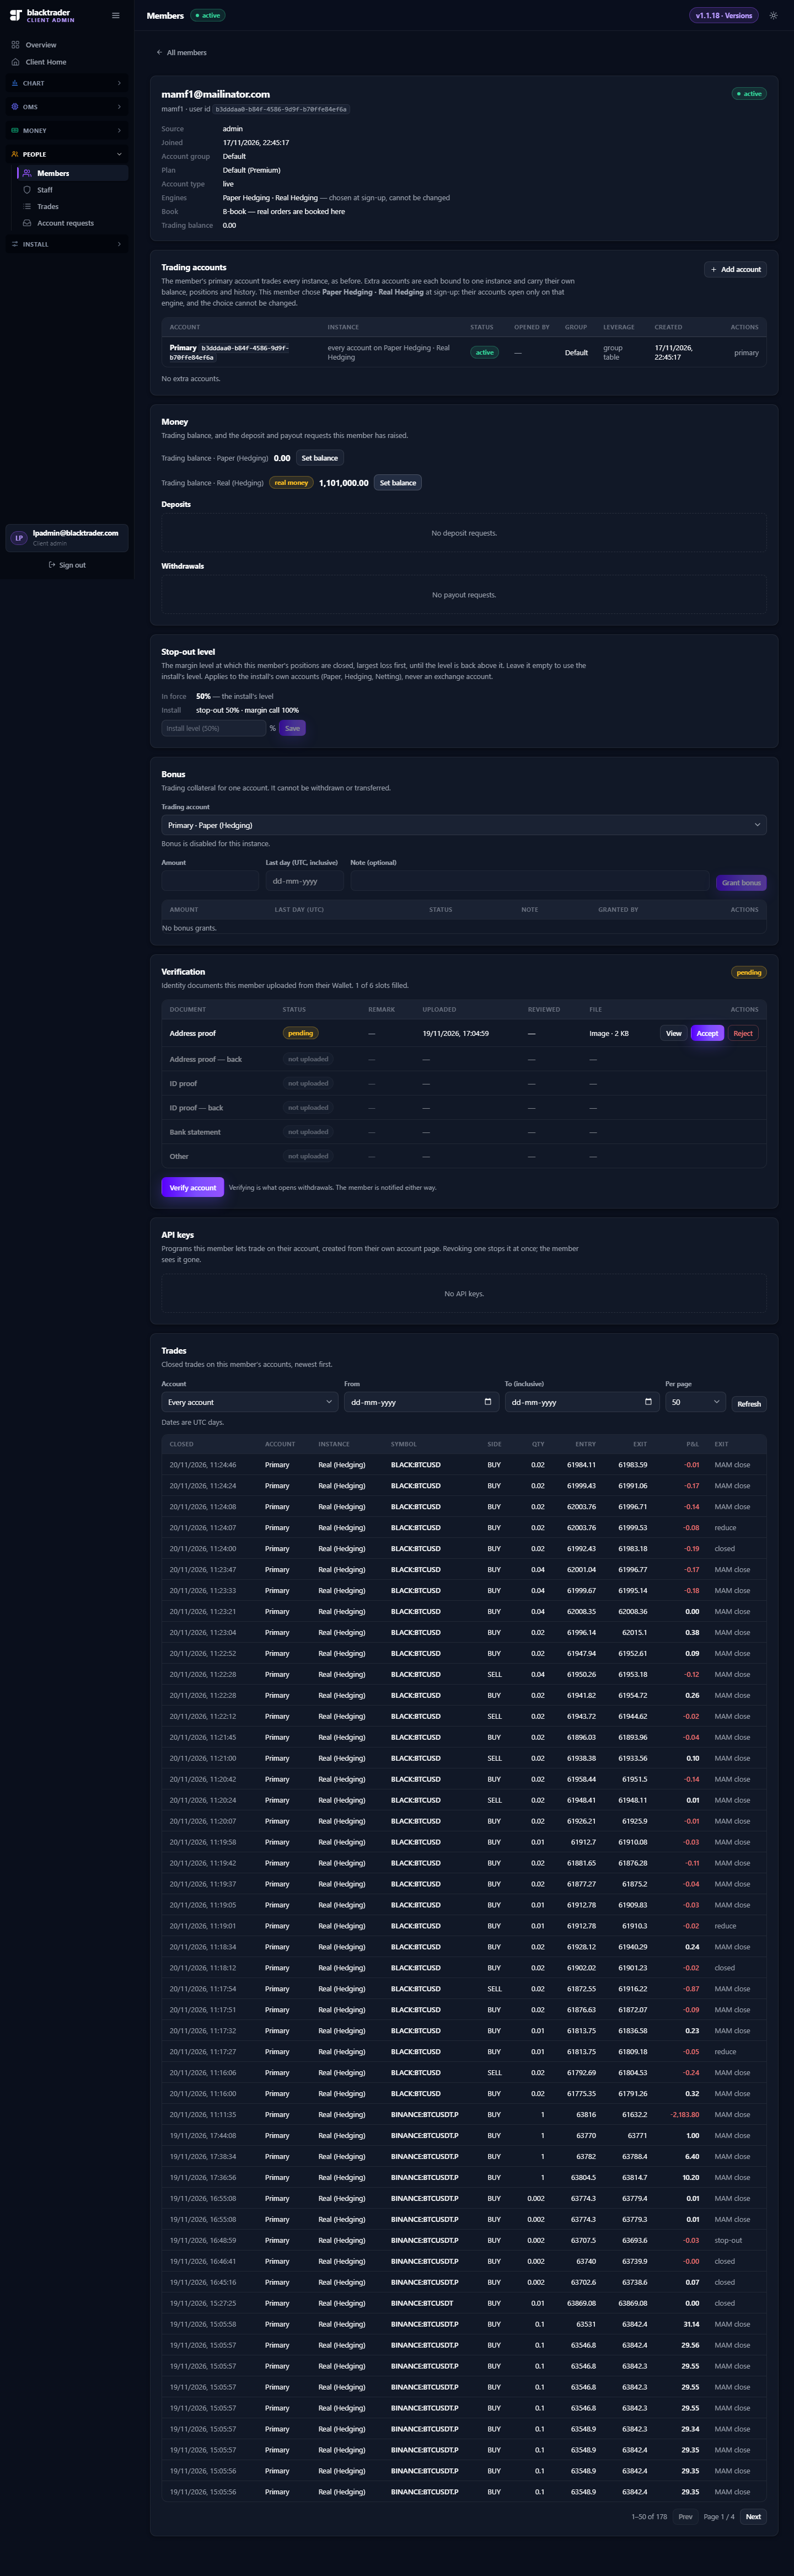 blacktrader
CLIENT ADMIN
Overview
Client Home
CHART
OMS
MONEY
PEOPLE
Members
Staff
Trades
Account requests
INSTALL
LP
lpadmin@blacktrader.com
Client admin
Sign out
Members active
v1.1.18 · Versions
← All members
mamf1@mailinator.com
active
mamf1 · user id b3dddaa0-b84f-4586-9d9f-b70ffe84ef6a
Source admin
Joined 17/11/2026, 22:45:17
Account group Default
Plan Default (Premium)
Account type live
Engines Paper Hedging · Real Hedging — chosen at sign-up, cannot be changed
Book B-book — real orders are booked here
Trading balance 0.00
Trading accounts
+ Add account
The member's primary account trades every instance, as before. Extra accounts are each bound to one instance and carry their own
balance, positions and history. This member chose Paper Hedging · Real Hedging at sign-up: their accounts open only on that
engine, and the choice cannot be changed.
ACCOUNT INSTANCE STATUS OPENED BY GROUP LEVERAGE CREATED ACTIONS
Primary b3dddaa0-b84f-4586-9d9f-
b70ffe84ef6a
every account on Paper Hedging · Real
Hedging
active
—
Default
group
table
17/11/2026,
22:45:17
primary
No extra accounts.
Money
Trading balance, and the deposit and payout requests this member has raised.
Trading balance · Paper (Hedging) 0.00 Set balance
Trading balance · Real (Hedging) real money 1,101,000.00 Set balance
Deposits
No deposit requests.
Withdrawals
No payout requests.
Stop-out level
The margin level at which this member's positions are closed, largest loss first, until the level is back above it. Leave it empty to use the
install's level. Applies to the install's own accounts (Paper, Hedging, Netting), never an exchange account.
In force 50% — the install's level
Install stop-out 50% · margin call 100%
install level (50%) % Save
Bonus
Trading collateral for one account. It cannot be withdrawn or transferred.
Trading account
Primary · Paper (Hedging)
Bonus is disabled for this instance.
Amount Last day (UTC, inclusive) Note (optional)
dd-mm-yyyy Grant bonus
AMOUNT LAST DAY (UTC) STATUS NOTE GRANTED BY ACTIONS
No bonus grants.
Verification
pending
Identity documents this member uploaded from their Wallet. 1 of 6 slots filled.
DOCUMENT STATUS REMARK UPLOADED REVIEWED FILE ACTIONS
Address proof pending — 19/11/2026, 17:04:59 — Image · 2 KB View Accept Reject
Address proof — back not uploaded — — — —
ID proof not uploaded — — — —
ID proof — back not uploaded — — — —
Bank statement not uploaded — — — —
Other not uploaded — — — —
Verify account Verifying is what opens withdrawals. The member is notified either way.
API keys
Programs this member lets trade on their account, created from their own account page. Revoking one stops it at once; the member
sees it gone.
No API keys.
Trades
Closed trades on this member's accounts, newest first.
Account From To (inclusive) Per page
Every account dd-mm-yyyy dd-mm-yyyy 50 Refresh
Dates are UTC days.
CLOSED ACCOUNT INSTANCE SYMBOL SIDE QTY ENTRY EXIT P&L EXIT
20/11/2026, 11:24:46 Primary Real (Hedging) BLACK:BTCUSD BUY 0.02 61984.11 61983.59 -0.01 MAM close
20/11/2026, 11:24:24 Primary Real (Hedging) BLACK:BTCUSD BUY 0.02 61999.43 61991.06 -0.17 MAM close
20/11/2026, 11:24:08 Primary Real (Hedging) BLACK:BTCUSD BUY 0.02 62003.76 61996.71 -0.14 MAM close
20/11/2026, 11:24:07 Primary Real (Hedging) BLACK:BTCUSD BUY 0.02 62003.76 61999.53 -0.08 reduce
20/11/2026, 11:24:00 Primary Real (Hedging) BLACK:BTCUSD BUY 0.02 61992.43 61983.18 -0.19 closed
20/11/2026, 11:23:47 Primary Real (Hedging) BLACK:BTCUSD BUY 0.04 62001.04 61996.77 -0.17 MAM close
20/11/2026, 11:23:33 Primary Real (Hedging) BLACK:BTCUSD BUY 0.04 61999.67 61995.14 -0.18 MAM close
20/11/2026, 11:23:21 Primary Real (Hedging) BLACK:BTCUSD BUY 0.04 62008.35 62008.36 0.00 MAM close
20/11/2026, 11:23:04 Primary Real (Hedging) BLACK:BTCUSD BUY 0.02 61996.14 62015.1 0.38 MAM close
20/11/2026, 11:22:52 Primary Real (Hedging) BLACK:BTCUSD BUY 0.02 61947.94 61952.61 0.09 MAM close
20/11/2026, 11:22:28 Primary Real (Hedging) BLACK:BTCUSD SELL 0.04 61950.26 61953.18 -0.12 MAM close
20/11/2026, 11:22:28 Primary Real (Hedging) BLACK:BTCUSD BUY 0.02 61941.82 61954.72 0.26 MAM close
20/11/2026, 11:22:12 Primary Real (Hedging) BLACK:BTCUSD SELL 0.02 61943.72 61944.62 -0.02 MAM close
20/11/2026, 11:21:45 Primary Real (Hedging) BLACK:BTCUSD BUY 0.02 61896.03 61893.96 -0.04 MAM close
20/11/2026, 11:21:00 Primary Real (Hedging) BLACK:BTCUSD SELL 0.02 61938.38 61933.56 0.10 MAM close
20/11/2026, 11:20:42 Primary Real (Hedging) BLACK:BTCUSD BUY 0.02 61958.44 61951.5 -0.14 MAM close
20/11/2026, 11:20:24 Primary Real (Hedging) BLACK:BTCUSD SELL 0.02 61948.41 61948.11 0.01 MAM close
20/11/2026, 11:20:07 Primary Real (Hedging) BLACK:BTCUSD BUY 0.02 61926.21 61925.9 -0.01 MAM close
20/11/2026, 11:19:58 Primary Real (Hedging) BLACK:BTCUSD BUY 0.01 61912.7 61910.08 -0.03 MAM close
20/11/2026, 11:19:42 Primary Real (Hedging) BLACK:BTCUSD BUY 0.02 61881.65 61876.28 -0.11 MAM close
20/11/2026, 11:19:37 Primary Real (Hedging) BLACK:BTCUSD BUY 0.02 61877.27 61875.2 -0.04 MAM close
20/11/2026, 11:19:05 Primary Real (Hedging) BLACK:BTCUSD BUY 0.01 61912.78 61909.83 -0.03 MAM close
20/11/2026, 11:19:01 Primary Real (Hedging) BLACK:BTCUSD BUY 0.01 61912.78 61910.3 -0.02 reduce
20/11/2026, 11:18:34 Primary Real (Hedging) BLACK:BTCUSD BUY 0.02 61928.12 61940.29 0.24 MAM close
20/11/2026, 11:18:12 Primary Real (Hedging) BLACK:BTCUSD BUY 0.02 61902.02 61901.23 -0.02 closed
20/11/2026, 11:17:54 Primary Real (Hedging) BLACK:BTCUSD SELL 0.02 61872.55 61916.22 -0.87 MAM close
20/11/2026, 11:17:51 Primary Real (Hedging) BLACK:BTCUSD BUY 0.02 61876.63 61872.07 -0.09 MAM close
20/11/2026, 11:17:32 Primary Real (Hedging) BLACK:BTCUSD BUY 0.01 61813.75 61836.58 0.23 MAM close
20/11/2026, 11:17:27 Primary Real (Hedging) BLACK:BTCUSD BUY 0.01 61813.75 61809.18 -0.05 reduce
20/11/2026, 11:16:06 Primary Real (Hedging) BLACK:BTCUSD SELL 0.02 61792.69 61804.53 -0.24 MAM close
20/11/2026, 11:16:00 Primary Real (Hedging) BLACK:BTCUSD BUY 0.02 61775.35 61791.26 0.32 MAM close
20/11/2026, 11:11:35 Primary Real (Hedging) BINANCE:BTCUSDT.P BUY 1 63816 61632.2 -2,183.80 MAM close
19/11/2026, 17:44:08 Primary Real (Hedging) BINANCE:BTCUSDT.P BUY 1 63770 63771 1.00 MAM close
19/11/2026, 17:38:34 Primary Real (Hedging) BINANCE:BTCUSDT.P BUY 1 63782 63788.4 6.40 MAM close
19/11/2026, 17:36:56 Primary Real (Hedging) BINANCE:BTCUSDT.P BUY 1 63804.5 63814.7 10.20 MAM close
19/11/2026, 16:55:08 Primary Real (Hedging) BINANCE:BTCUSDT.P BUY 0.002 63774.3 63779.4 0.01 MAM close
19/11/2026, 16:55:08 Primary Real (Hedging) BINANCE:BTCUSDT.P BUY 0.002 63774.3 63779.3 0.01 MAM close
19/11/2026, 16:48:59 Primary Real (Hedging) BINANCE:BTCUSDT.P BUY 0.002 63707.5 63693.6 -0.03 stop-out
19/11/2026, 16:46:41 Primary Real (Hedging) BINANCE:BTCUSDT.P BUY 0.002 63740 63739.9 -0.00 closed
19/11/2026, 16:45:16 Primary Real (Hedging) BINANCE:BTCUSDT.P BUY 0.002 63702.6 63738.6 0.07 closed
19/11/2026, 15:27:25 Primary Real (Hedging) BINANCE:BTCUSDT BUY 0.01 63869.08 63869.08 0.00 closed
19/11/2026, 15:05:58 Primary Real (Hedging) BINANCE:BTCUSDT.P BUY 0.1 63531 63842.4 31.14 MAM close
19/11/2026, 15:05:57 Primary Real (Hedging) BINANCE:BTCUSDT.P BUY 0.1 63546.8 63842.4 29.56 MAM close
19/11/2026, 15:05:57 Primary Real (Hedging) BINANCE:BTCUSDT.P BUY 0.1 63546.8 63842.3 29.55 MAM close
19/11/2026, 15:05:57 Primary Real (Hedging) BINANCE:BTCUSDT.P BUY 0.1 63546.8 63842.3 29.55 MAM close
19/11/2026, 15:05:57 Primary Real (Hedging) BINANCE:BTCUSDT.P BUY 0.1 63546.8 63842.3 29.55 MAM close
19/11/2026, 15:05:57 Primary Real (Hedging) BINANCE:BTCUSDT.P BUY 0.1 63548.9 63842.3 29.34 MAM close
19/11/2026, 15:05:57 Primary Real (Hedging) BINANCE:BTCUSDT.P BUY 0.1 63548.9 63842.4 29.35 MAM close
19/11/2026, 15:05:56 Primary Real (Hedging) BINANCE:BTCUSDT.P BUY 0.1 63548.9 63842.4 29.35 MAM close
19/11/2026, 15:05:56 Primary Real (Hedging) BINANCE:BTCUSDT.P BUY 0.1 63548.9 63842.4 29.35 MAM close
1–50 of 178 Prev Page 1 / 4 Next